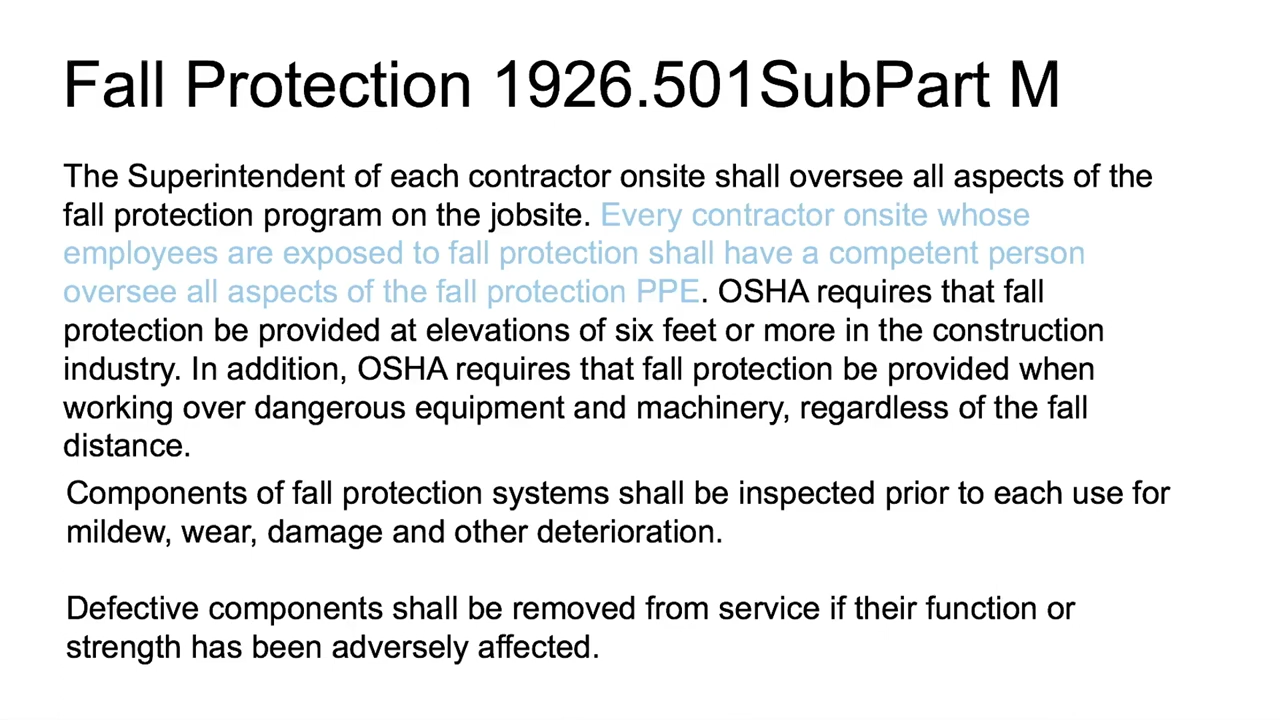 Fall Protection 1926.501SubPart M
The Superintendent of each contractor onsite shall oversee all aspects of the
fall protection program on the jobsite. Every contractor onsite whose
employees are exposed to fall protection shall have a competent person
oversee all aspects of the fall protection PPE. OSHA requires that fall
protection be provided at elevations of six feet or more in the construction
industry. In addition, OSHA requires that fall protection be provided when
working over dangerous equipment and machinery, regardless of the fall
distance.
Components of fall protection systems shall be inspected prior to each use for
mildew, wear, damage and other deterioration.
Defective components shall be removed from service if their function or
strength has been adversely affected.